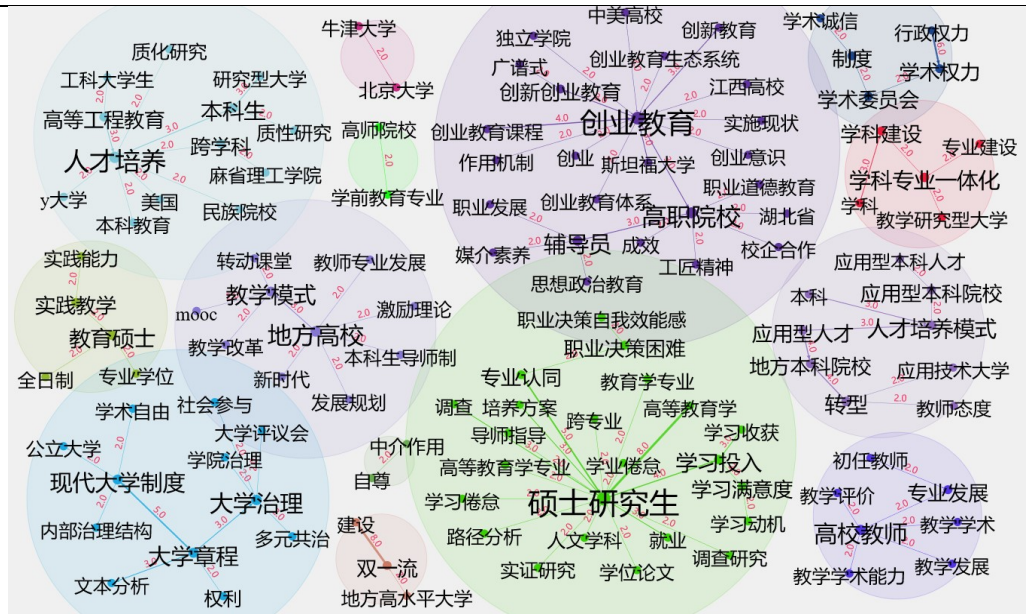 质化研究
工科大学生
研究型大学
高等工程教育
本科生
质性研究
人才培养
跨学科
麻省理工学院
y大学
美国
民族院校
本科教育
牛津大学
北京大学
高师院校
学前教育专业
中美高校
创新教育
独立学院
创业教育生态系统
广谱式
创新创业教育
江西高校
创业教育课程
创业教育
实施现状
作用机制
创业
斯坦福大学
创业意识
职业道德教育
职业发展
创业教育体系
高职院校
湖北省
辅导员
成效
校企合作
媒介素养
工匠精神
思想政治教育
学术诚信
行政权力
制度
学术权力
学术委员会
学科建设
专业建设
学科专业一体化
学科
教学研究型大学
实践能力
实践教学
教育硕士
全日制
专业学位
转动课堂
教师专业发展
教学模式
mooc
激励理论
地方高校
教学改革
本科生导师制
新时代
发展规划
应用型本科人才
本科
应用型本科院校
应用型人才
人才培养模式
地方本科院校
应用技术大学
转型
教师态度
学术自由
社会参与
公立大学
大学评议会
学院治理
现代大学制度
大学治理
内部治理结构
多元共治
大学章程
文本分析
权利
中介作用
自尊
建设
双一流
地方高水平大学
职业决策自我效能感
职业决策困难
专业认同
教育学专业
调查
培养方案
跨专业
高等教育学
导师指导
学习收获
高等教育学专业
学业倦怠
学习投入
学习倦怠
硕士研究生
学习满意度
路径分析
人文学科
就业
学习动机
实证研究
学位论文
调查研究
初任教师
教学评价
专业发展
高校教师
教学学术
教学学术能力
教学发展